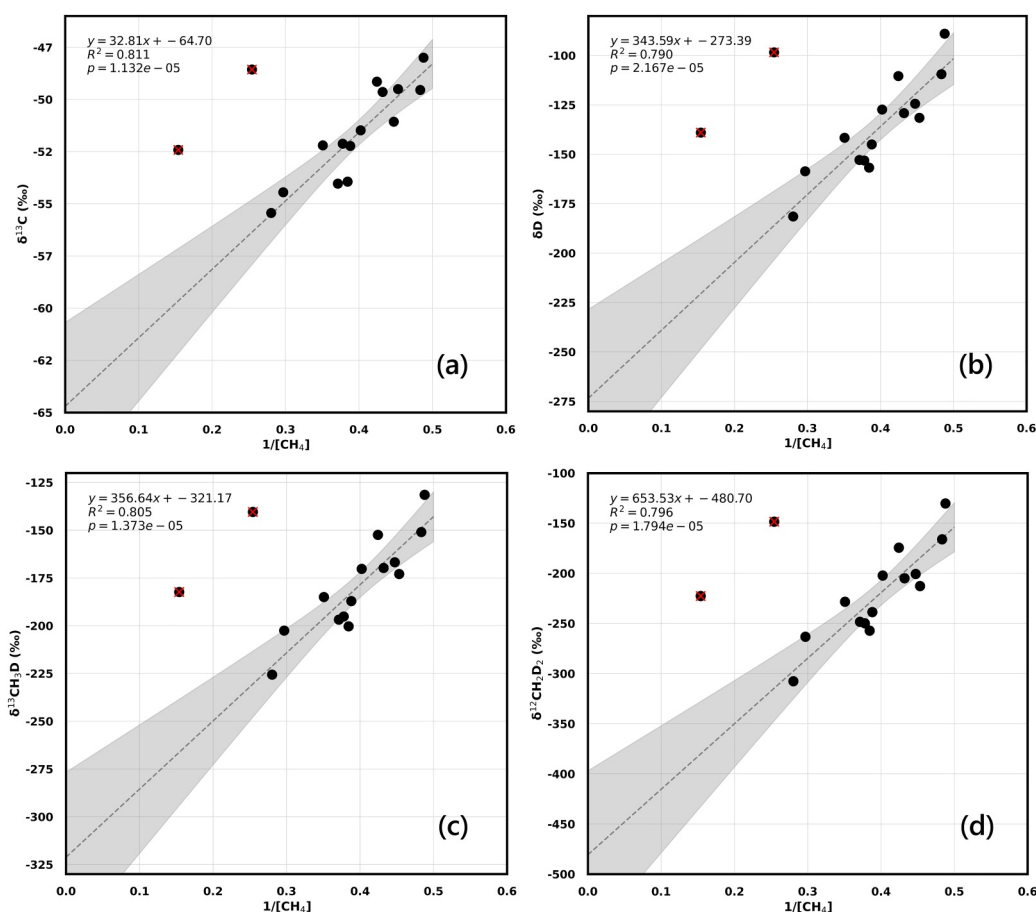 y = 32.81x + −64.70
R² = 0.811
p = 1.132e − 05
-47
-50
-52
-55
-57
-60
-62
-65
δ¹³C (‰)
(a)
0.0 0.1 0.2 0.3 0.4 0.5 0.6
1/[CH₄]
y = 343.59x + −273.39
R² = 0.790
p = 2.167e − 05
-100
-125
-150
-175
-200
-225
-250
-275
δD (‰)
(b)
0.0 0.1 0.2 0.3 0.4 0.5 0.6
1/[CH₄]
y = 356.64x + −321.17
R² = 0.805
p = 1.373e − 05
-125
-150
-175
-200
-225
-250
-275
-300
-325
δ¹³CH₃D (‰)
(c)
0.0 0.1 0.2 0.3 0.4 0.5 0.6
1/[CH₄]
y = 653.53x + −480.70
R² = 0.796
p = 1.794e − 05
-100
-150
-200
-250
-300
-350
-400
-450
-500
δ¹²CH₂D₂ (‰)
(d)
0.0 0.1 0.2 0.3 0.4 0.5 0.6
1/[CH₄]